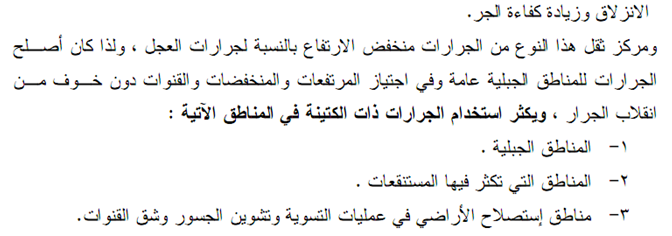 الانزلاق وزيادة كفاءة الجر.
ومركز ثقل هذا النوع من الجرارات منخفض الارتفاع بالنسبة لجرارات العجل ، ولذا كان أصلح
الجرارات للمناطق الجبلية عامة وفي اجتياز المرتفعات والمنخفضات والقنوات دون خوف من
انقلاب الجرار ، ويكثر استخدام الجرارات ذات الكتينة في المناطق الآتية :
١- المناطق الجبلية .
٢- المناطق التي تكثر فيها المستنقعات .
٣- مناطق إستصلاح الأراضي في عمليات التسوية وتشوين الجسور وشق القنوات.